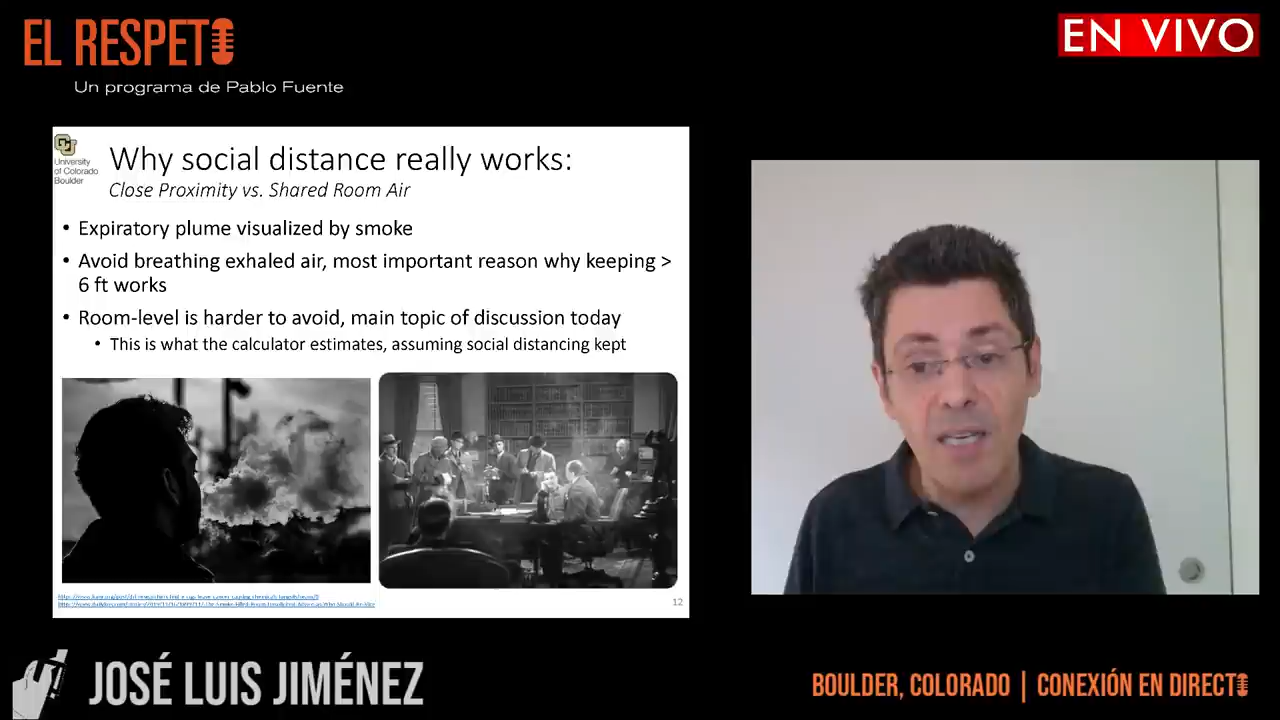 EL RESPETO
Un programa de Pablo Fuente
EN VIVO
University
of Colorado
Boulder
Why social distance really works:
Close Proximity vs. Shared Room Air
• Expiratory plume visualized by smoke
• Avoid breathing exhaled air, most important reason why keeping >
6 ft works
• Room-level is harder to avoid, main topic of discussion today
• This is what the calculator estimates, assuming social distancing kept
12
JOSÉ LUIS JIMÉNEZ
BOULDER, COLORADO | CONEXIÓN EN DIRECTO